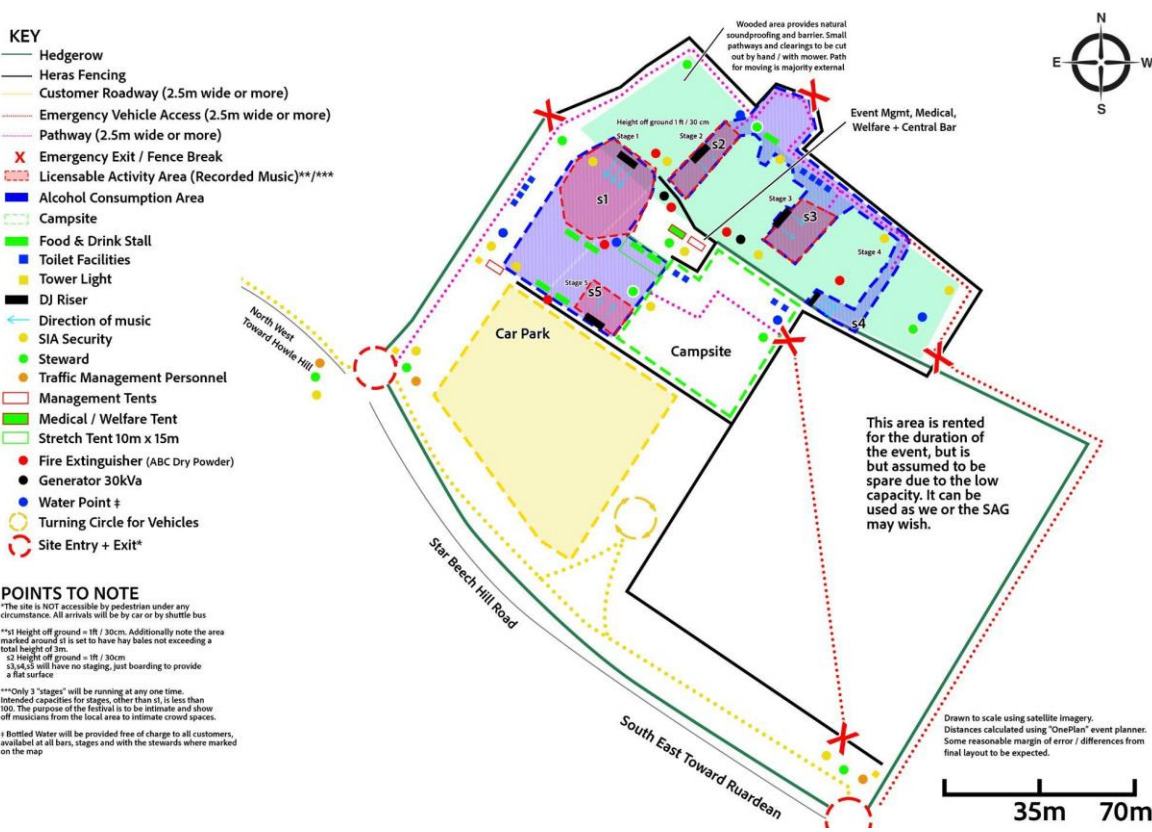 KEY
Hedgerow
Heras Fencing
Customer Roadway (2.5m wide or more)
Emergency Vehicle Access (2.5m wide or more)
Pathway (2.5m wide or more)
X Emergency Exit / Fence Break
Licensable Activity Area (Recorded Music)**/***
Alcohol Consumption Area
Campsite
Food & Drink Stall
Toilet Facilities
Tower Light
DJ Riser
Direction of music
SIA Security
Steward
Traffic Management Personnel
Management Tents
Medical / Welfare Tent
Stretch Tent 10m x 15m
Fire Extinguisher (ABC Dry Powder)
Generator 30kVa
Water Point ‡
Turning Circle for Vehicles
Site Entry + Exit*
POINTS TO NOTE
*The site is NOT accessible by pedestrian under any
circumstance. All arrivals will be by car or by shuttle bus
**s1 Height off ground = 1ft / 30cm. Additionally note the area
marked around s1 is set to have hay bales not exceeding a
total height of 3m.
s2 Height off ground = 1ft / 30cm
s3,s4,s5 will have no staging, just boarding to provide
a flat surface
***Only 3 "stages" will be running at any one time.
Intended capacities for stages, other than s1, is less than
100. The purpose of the festival is to be intimate and show
off musicians from the local area to intimate crowd spaces.
‡ Bottled Water will be provided free of charge to all customers,
availabel at all bars, stages and with the stewards where marked
on the map
Wooded area provides natural
soundproofing and barrier. Small
pathways and clearings to be cut
out by hand / with mower. Path
for moving is majority external
N
E
W
S
Event Mgmt, Medical,
Welfare + Central Bar
Height off ground 1 ft / 30 cm
Stage 1
Stage 2
s2
s1
Stage 3
s3
Stage 4
s4
Stage 5
s5
North West
Toward Howle Hill
Car Park
Campsite
This area is rented
for the duration of
the event, but is
but assumed to be
spare due to the low
capacity. It can be
used as we or the SAG
may wish.
Star Beech Hill Road
South East Toward Ruardean
Drawn to scale using satellite imagery.
Distances calculated using "OnePlan" event planner.
Some reasonable margin of error / differences from
final layout to be expected.
35m
70m